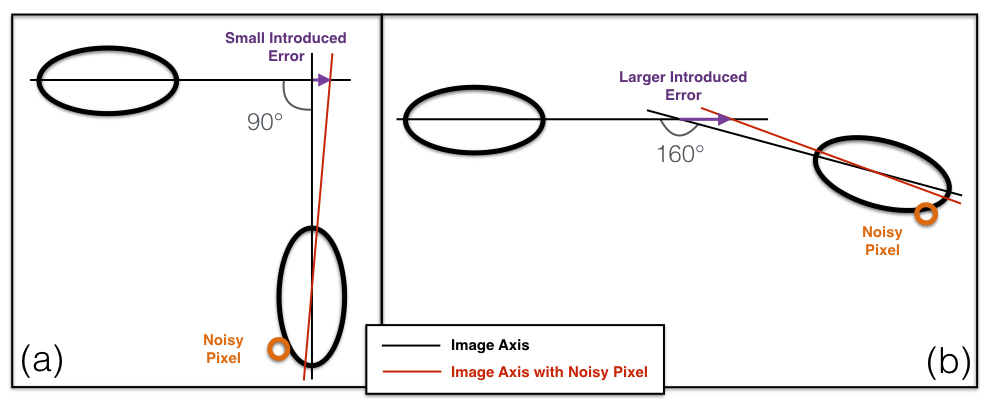 Small Introduced
Error
90°
Noisy
Pixel
(a)
Larger Introduced
Error
160°
Noisy
Pixel
(b)
Image Axis
Image Axis with Noisy Pixel